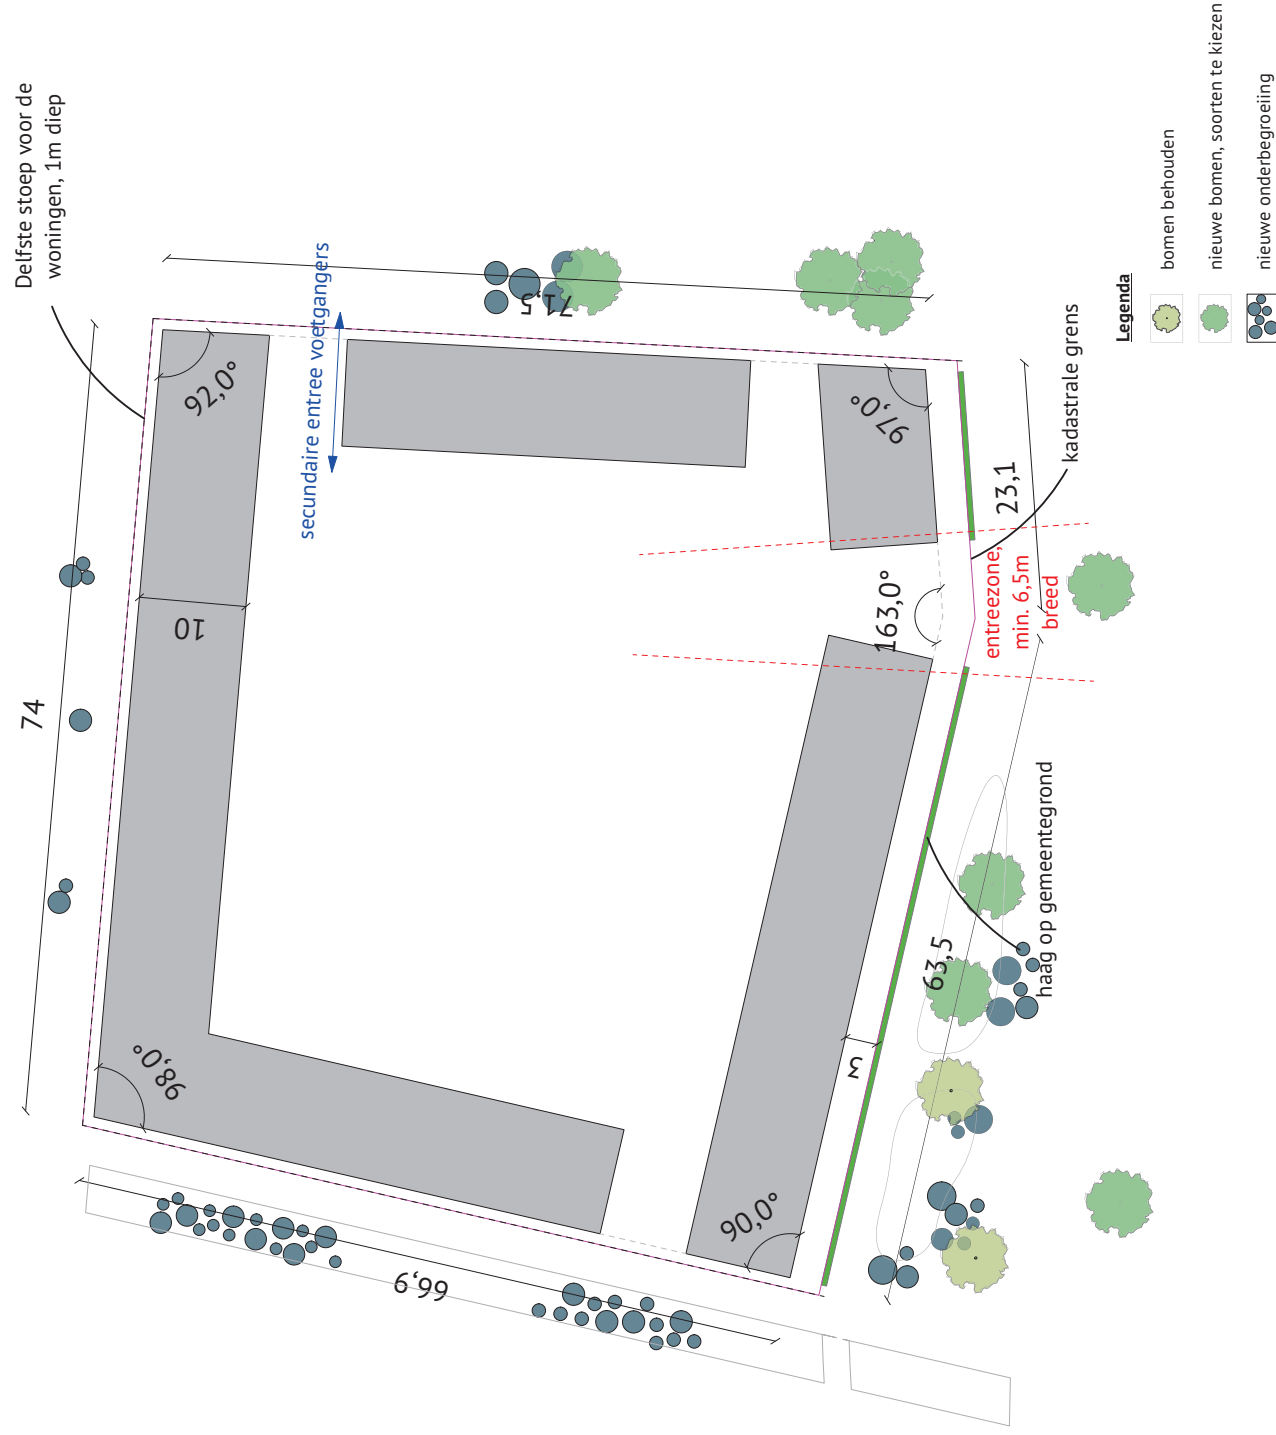 Delfste stoep voor de
woningen, 1m diep
74
10
92,0°
98,0°
71,5
secundaire entree voetgangers
97,0°
163,0°
23,1
kadastrale grens
entreezone,
min. 6,5m
breed
63,5
haag op gemeentegrond
3
90,0°
66,9
Legenda
bomen behouden
nieuwe bomen, soorten te kiezen
nieuwe onderbegroeiing